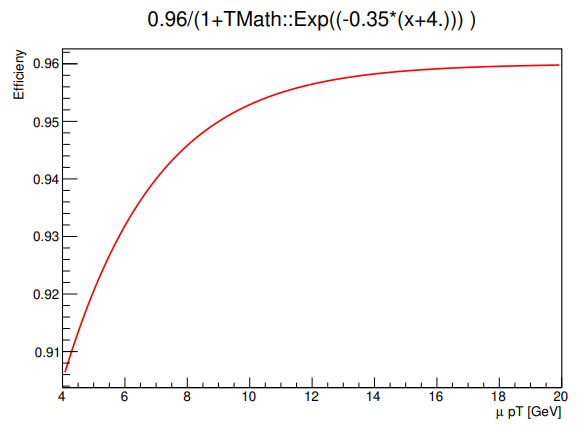 0.96/(1+TMath::Exp((-0.35*(x+4.))) )
Efficieny
0.96
0.95
0.94
0.93
0.92
0.91
4 6 8 10 12 14 16 18 20
μ pT [GeV]